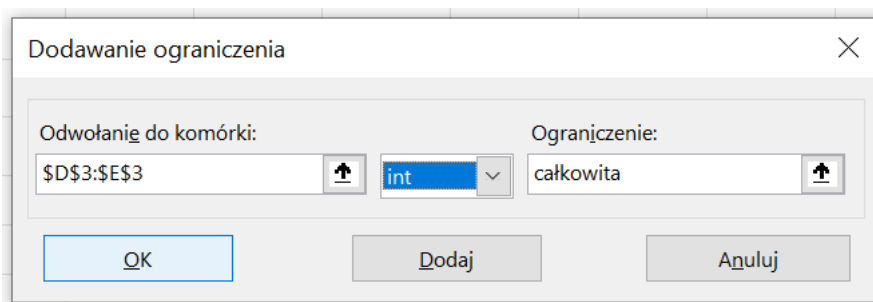 Dodawanie ograniczenia
Odwołanie do komórki:
Ograniczenie:
$D$3:$E$3
int
całkowita
OK
Dodaj
Anuluj